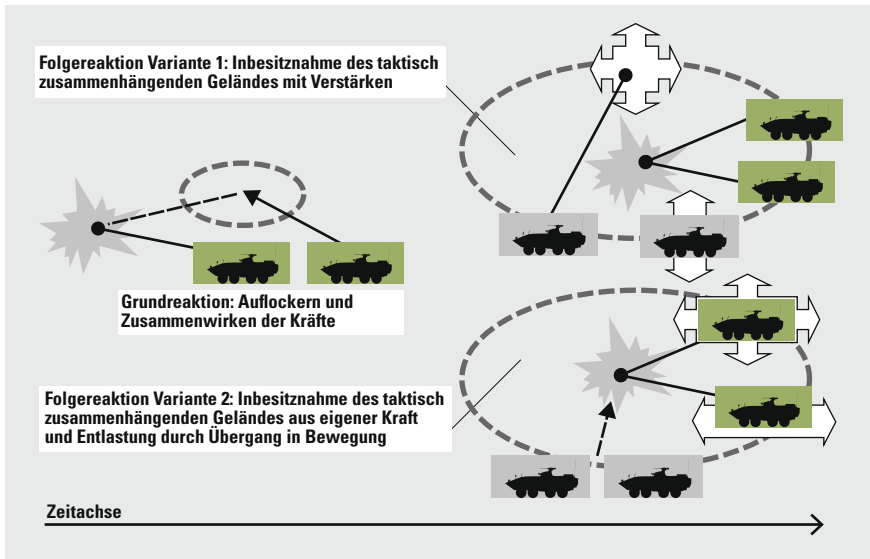 Folgereaktion Variante 1: Inbesitznahme des taktisch
zusammenhängenden Geländes mit Verstärken
Grundreaktion: Auflockern und
Zusammenwirken der Kräfte
Folgereaktion Variante 2: Inbesitznahme des taktisch
zusammenhängenden Geländes aus eigener Kraft
und Entlastung durch Übergang in Bewegung
Zeitachse